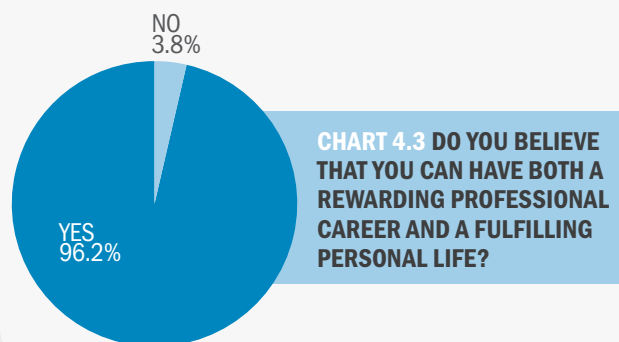 NO
3.8%
YES
96.2%
CHART 4.3 DO YOU BELIEVE
THAT YOU CAN HAVE BOTH A
REWARDING PROFESSIONAL
CAREER AND A FULFILLING
PERSONAL LIFE?